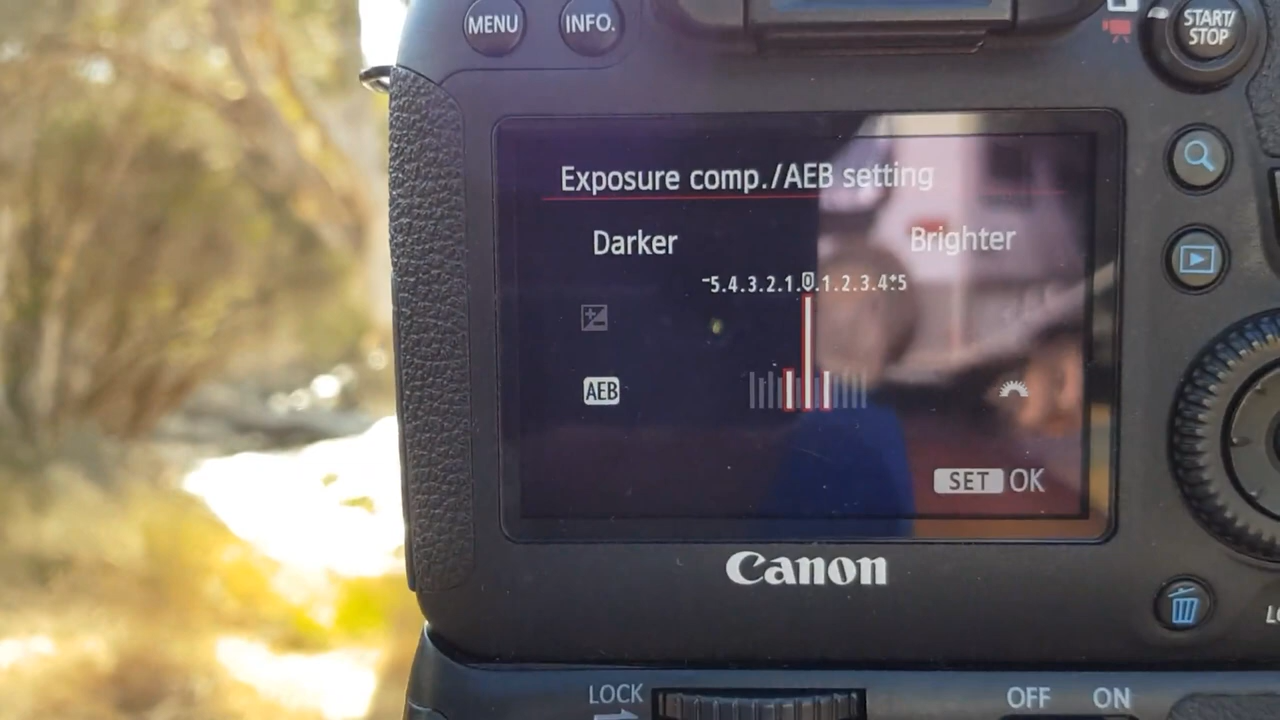 MENU INFO.
START/
STOP
Exposure comp./AEB setting
Darker Brighter
-5.4.3.2.1.0.1.2.3.4.+5
AEB
SET OK
Canon
LOCK OFF ON